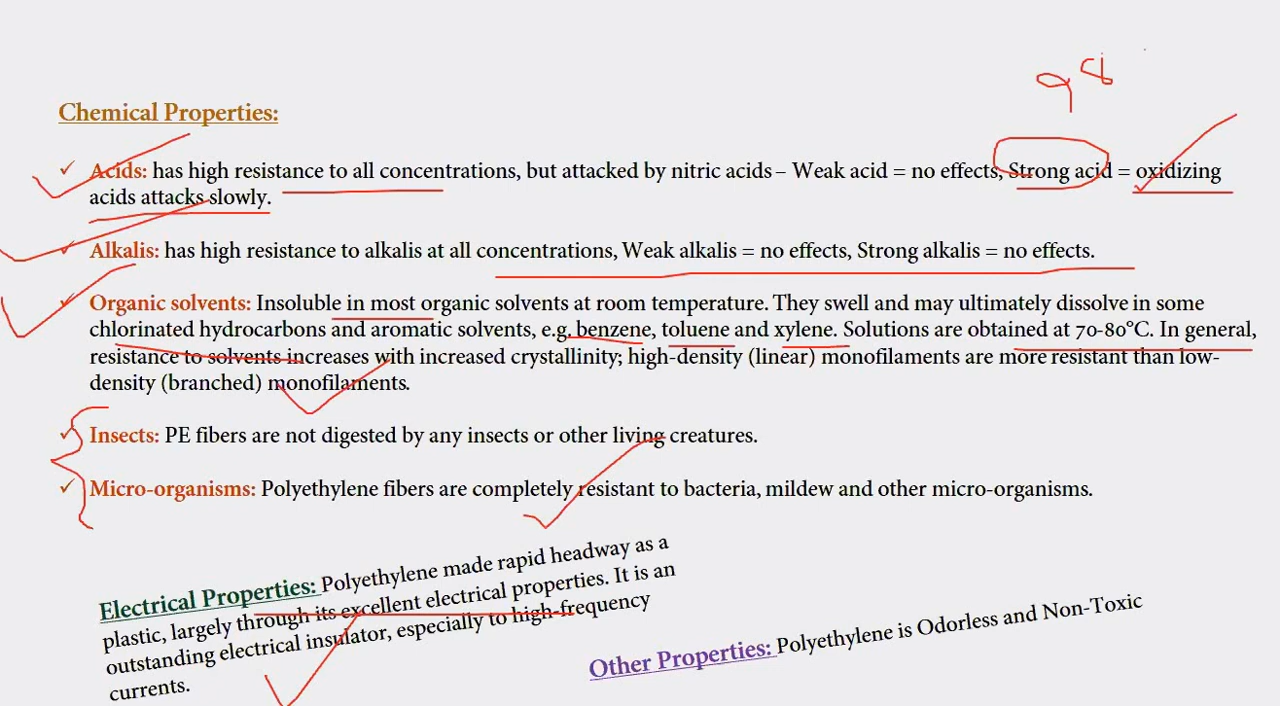 98
Chemical Properties:
✓ Acids: has high resistance to all concentrations, but attacked by nitric acids – Weak acid = no effects, Strong acid = oxidizing
acids attacks slowly.
✓ Alkalis: has high resistance to alkalis at all concentrations, Weak alkalis = no effects, Strong alkalis = no effects.
✓ Organic solvents: Insoluble in most organic solvents at room temperature. They swell and may ultimately dissolve in some
chlorinated hydrocarbons and aromatic solvents, e.g. benzene, toluene and xylene. Solutions are obtained at 70-80°C. In general,
resistance to solvents increases with increased crystallinity; high-density (linear) monofilaments are more resistant than low-
density (branched) monofilaments.
✓ Insects: PE fibers are not digested by any insects or other living creatures.
✓ Micro-organisms: Polyethylene fibers are completely resistant to bacteria, mildew and other micro-organisms.
Electrical Properties: Polyethylene made rapid headway as a
plastic, largely through its excellent electrical properties. It is an
outstanding electrical insulator, especially to high-frequency
currents.
Other Properties: Polyethylene is Odorless and Non-Toxic